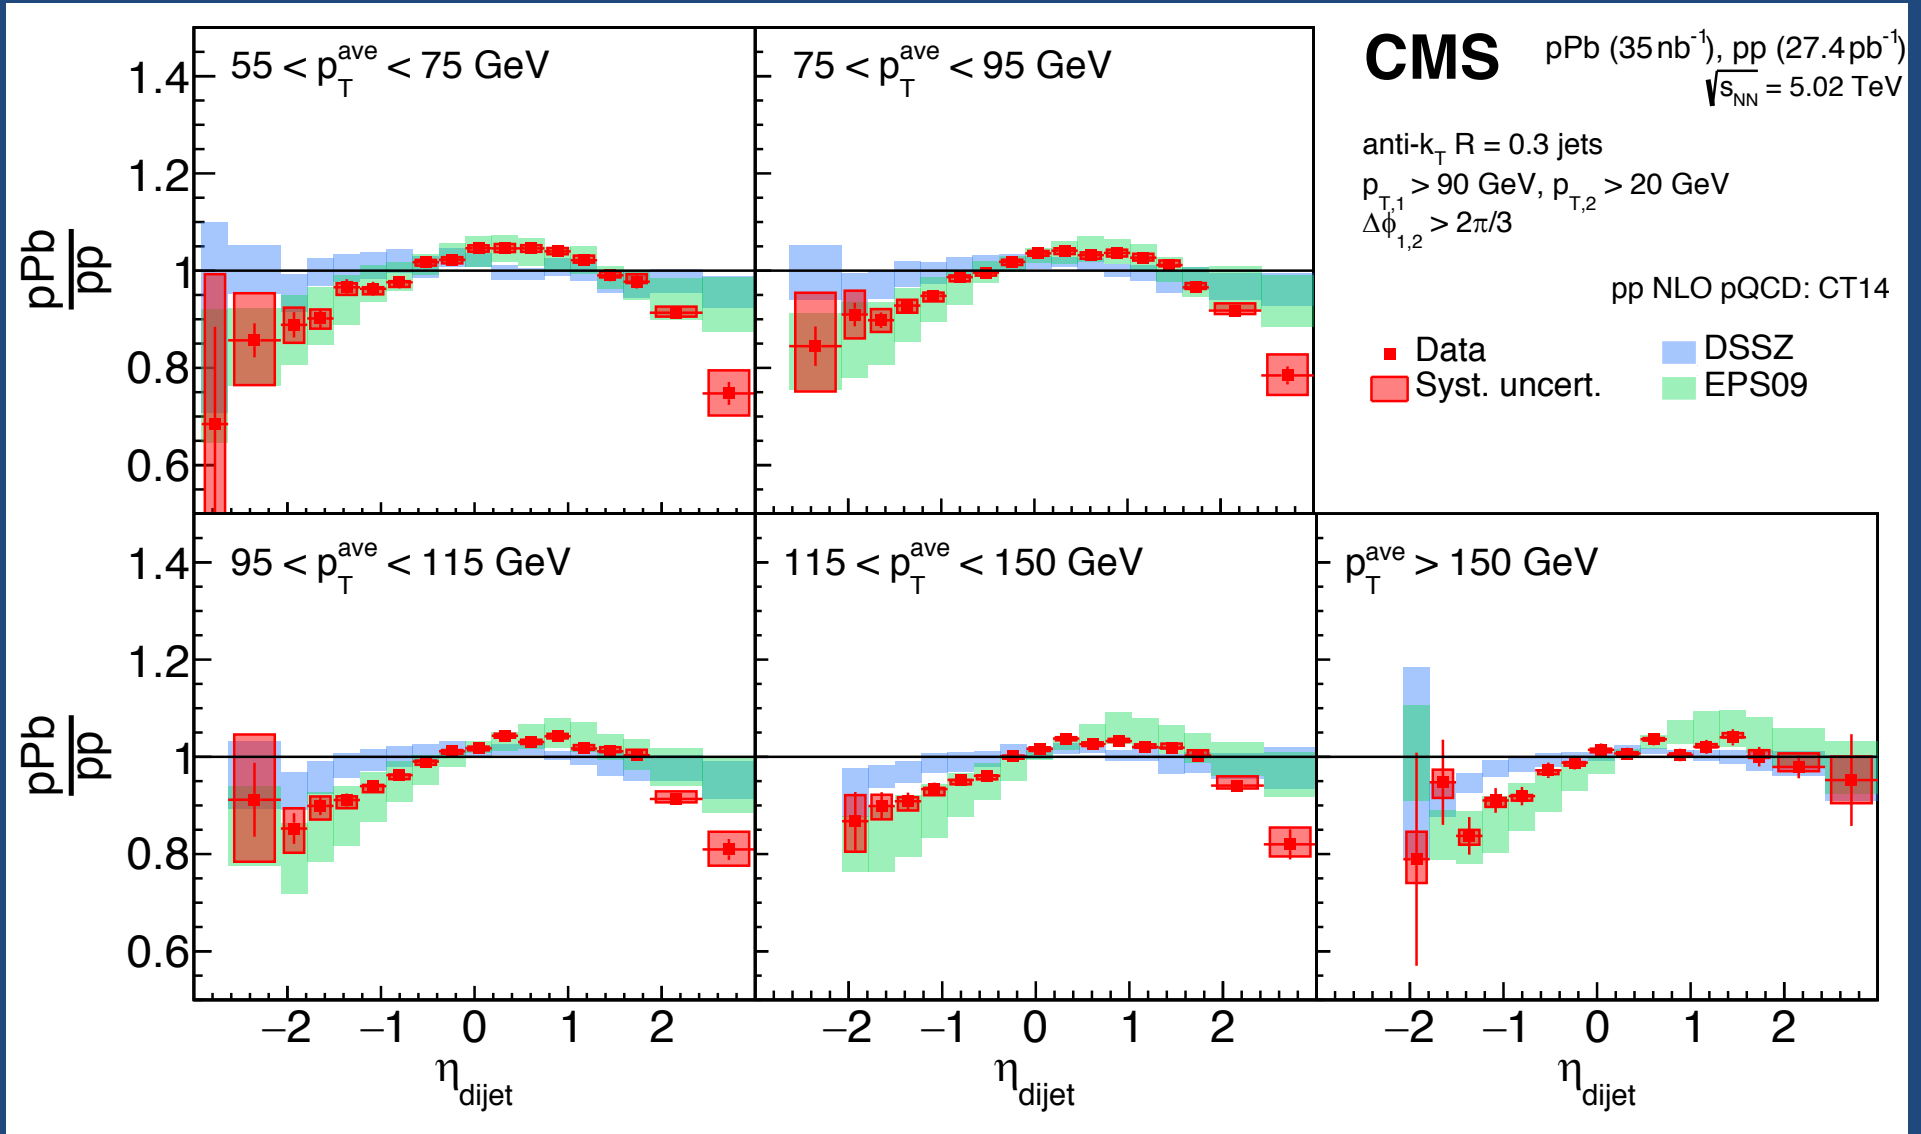 55 < p_T^ave < 75 GeV
75 < p_T^ave < 95 GeV
CMS
pPb (35 nb⁻¹), pp (27.4 pb⁻¹)
√s_NN = 5.02 TeV
anti-k_T R = 0.3 jets
p_T,1 > 90 GeV, p_T,2 > 20 GeV
Δϕ_1,2 > 2π/3
pp NLO pQCD: CT14
Data
DSSZ
Syst. uncert.
EPS09
pPb
pp
1.4
1.2
1
0.8
0.6
95 < p_T^ave < 115 GeV
115 < p_T^ave < 150 GeV
p_T^ave > 150 GeV
pPb
pp
1.4
1.2
1
0.8
0.6
−2 −1 0 1 2
−2 −1 0 1 2
−2 −1 0 1 2
η_dijet
η_dijet
η_dijet